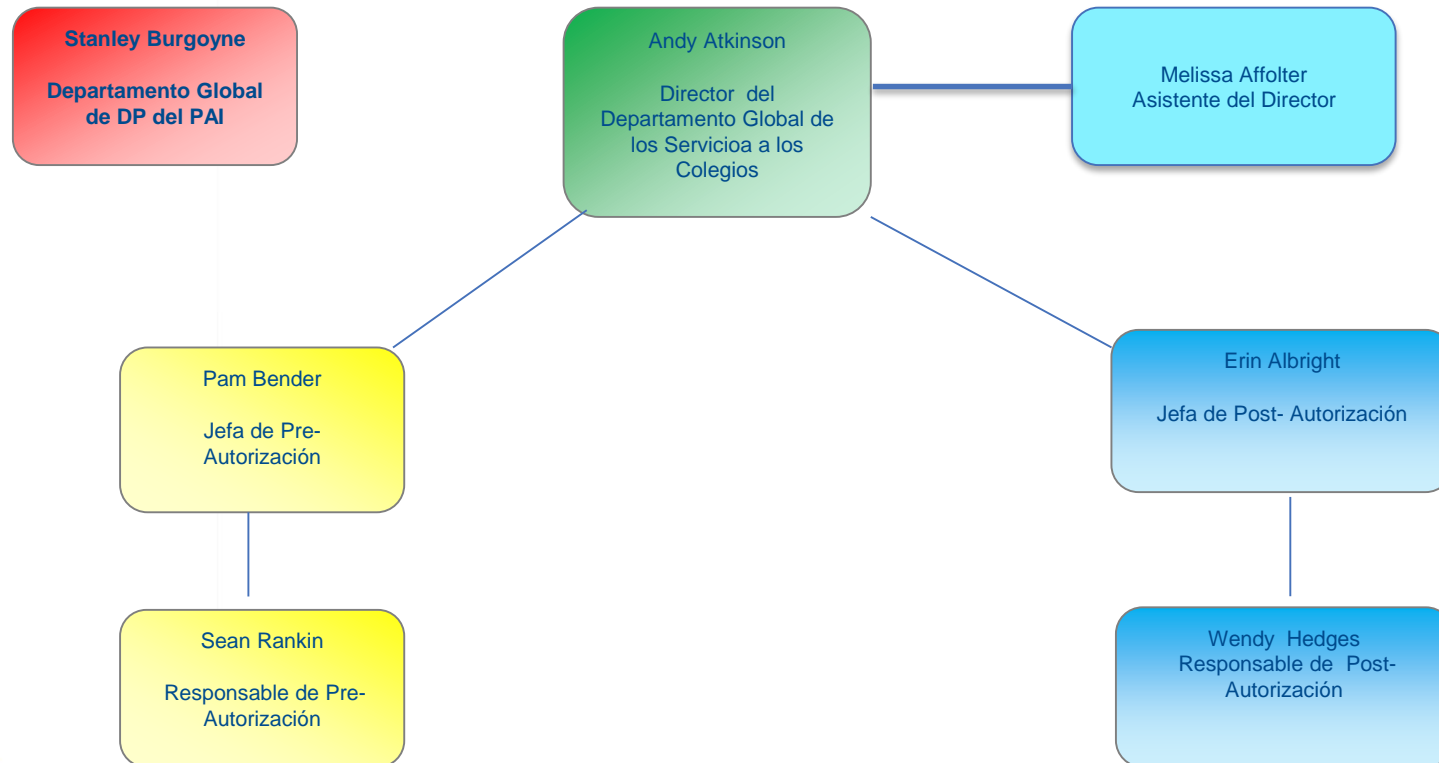 Stanley Burgoyne
Departamento Global
de DP del PAI
Andy Atkinson
Director del
Departamento Global de
los Servicioa a los
Colegios
Melissa Affolter
Asistente del Director
Pam Bender
Jefa de Pre-
Autorización
Erin Albright
Jefa de Post- Autorización
Sean Rankin
Responsable de Pre-
Autorización
Wendy Hedges
Responsable de Post-
Autorización